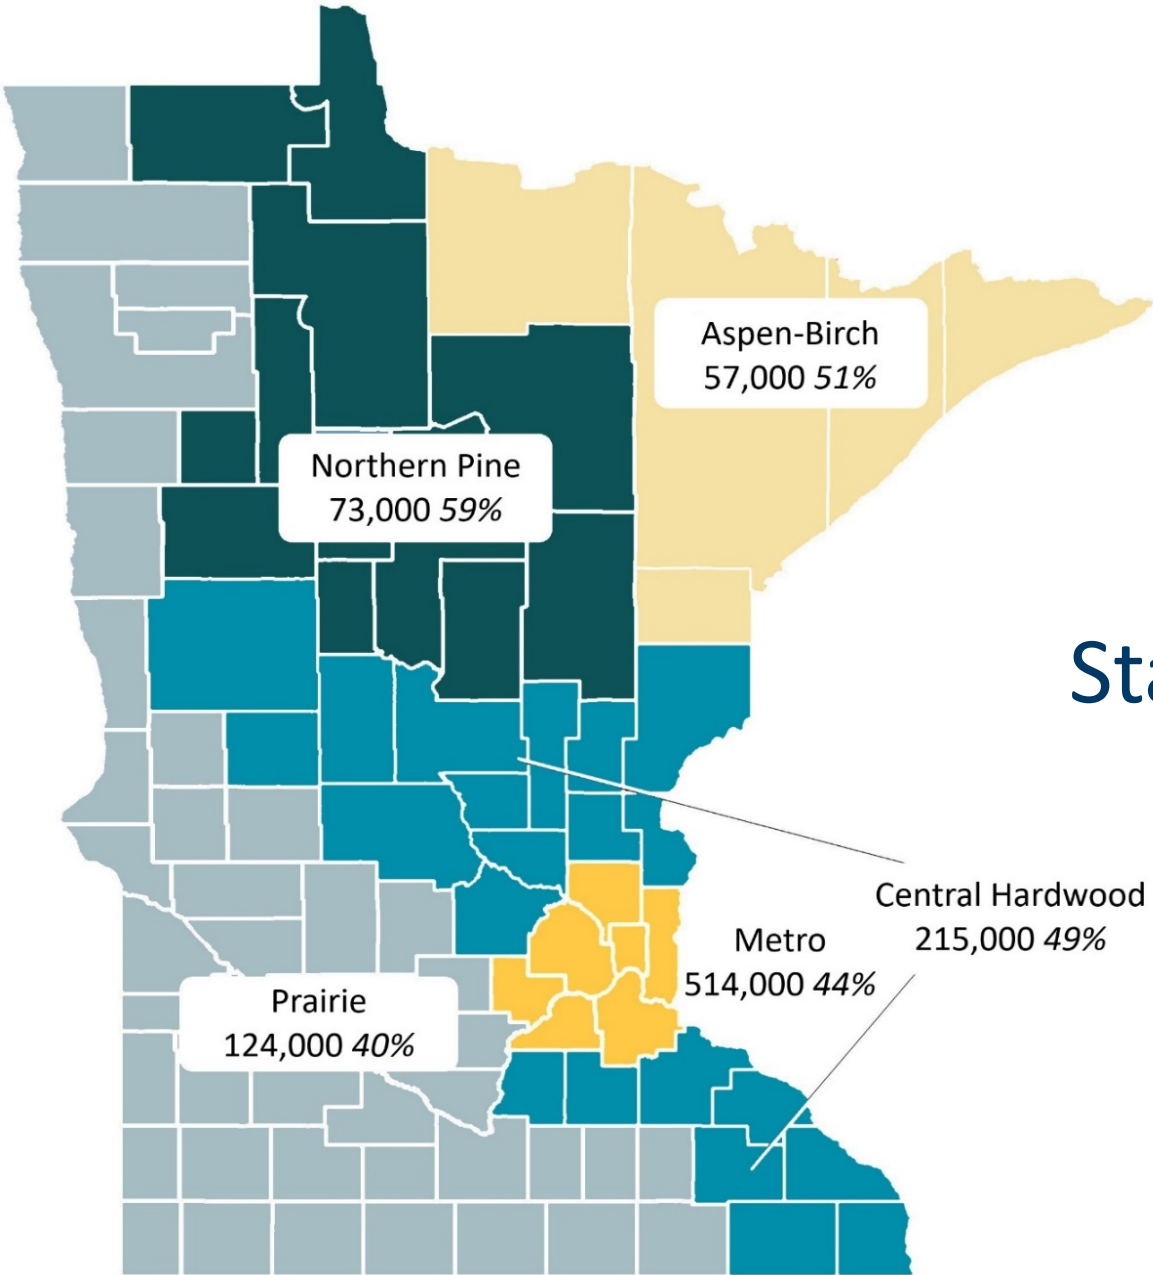 Aspen-Birch
57,000 51%
Northern Pine
73,000 59%
Sta
Central Hardwood
215,000 49%
Metro
514,000 44%
Prairie
124,000 40%